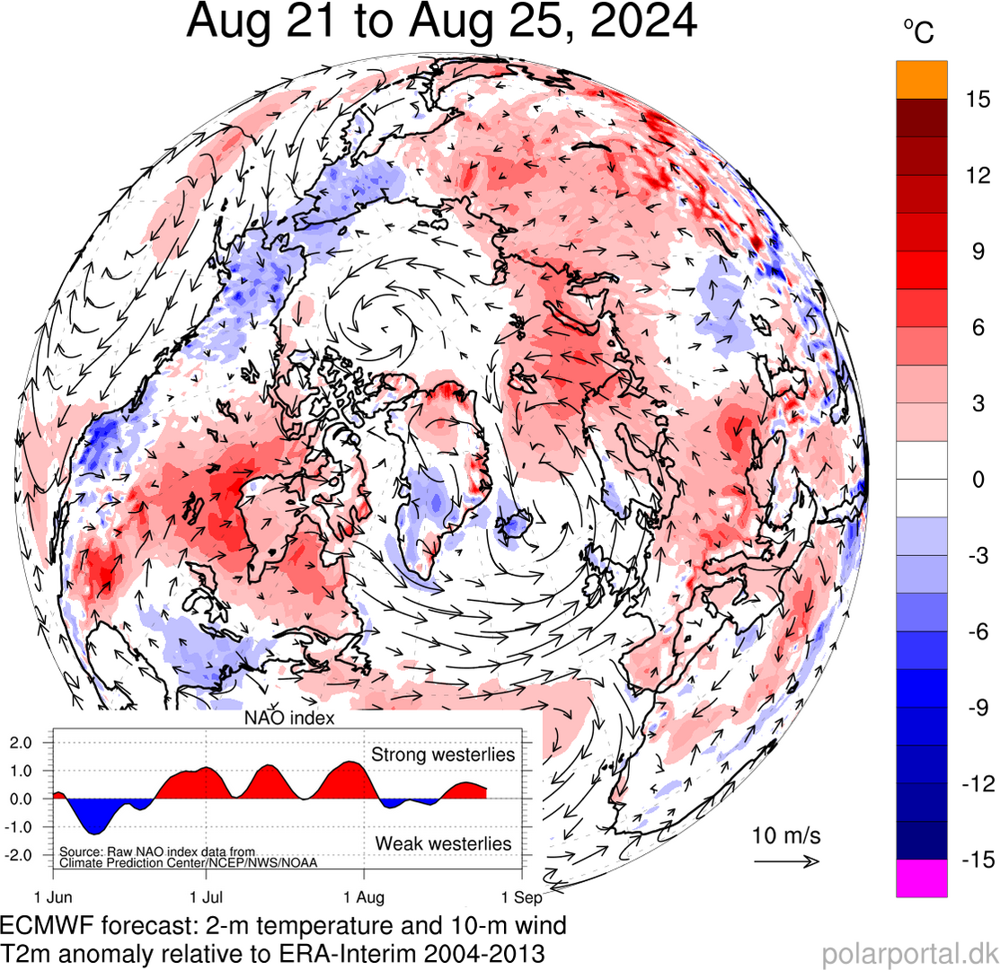 Aug 21 to Aug 25, 2024
oC
15
12
9
6
3
0
-3
-6
-9
-12
-15
10 m/s
NAO index
2.0
1.0
0.0
-1.0
-2.0
Strong westerlies
Weak westerlies
Source: Raw NAO index data from
Climate Prediction Center/NCEP/NWS/NOAA
1 Jun
1 Jul
1 Aug
1 Sep
ECMWF forecast: 2-m temperature and 10-m wind
T2m anomaly relative to ERA-Interim 2004-2013
polarportal.dk